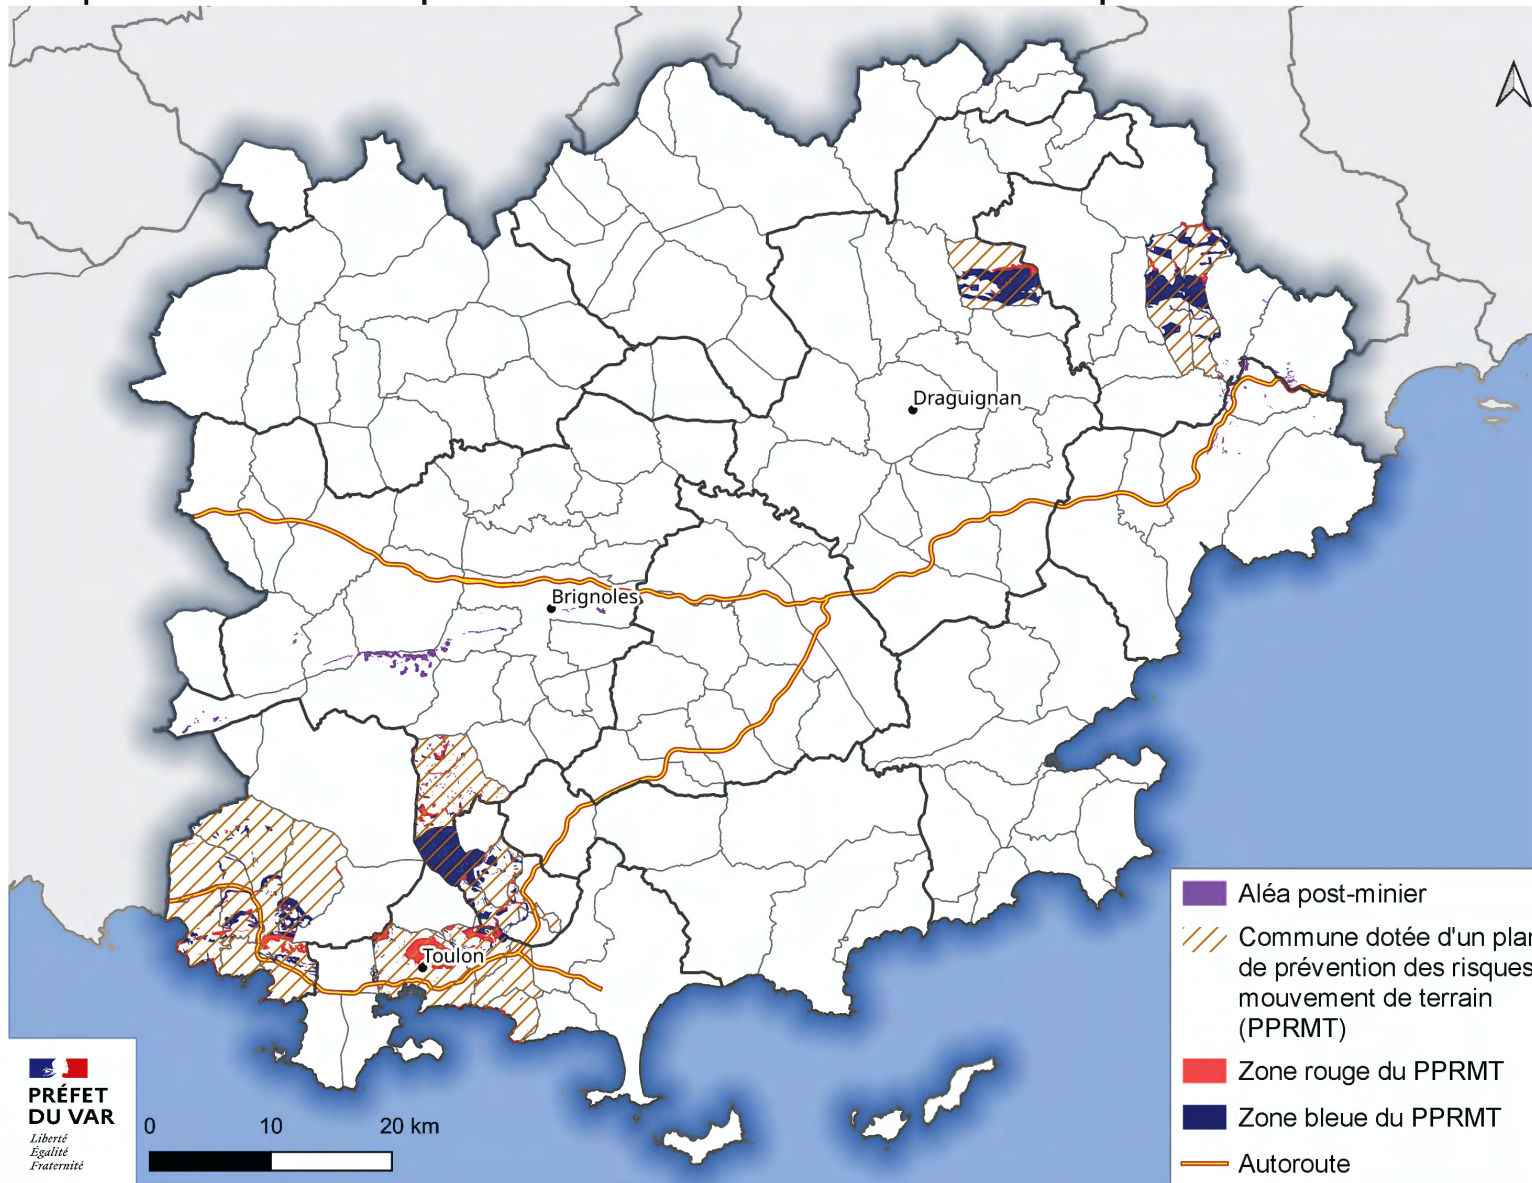 Draguignan
Brignoles
Toulon
Aléa post-minier
Commune dotée d'un plan
de prévention des risques
mouvement de terrain
(PPRMT)
Zone rouge du PPRMT
Zone bleue du PPRMT
Autoroute
PRÉFET
DU VAR
Liberté
Égalité
Fraternité
0 10 20 km